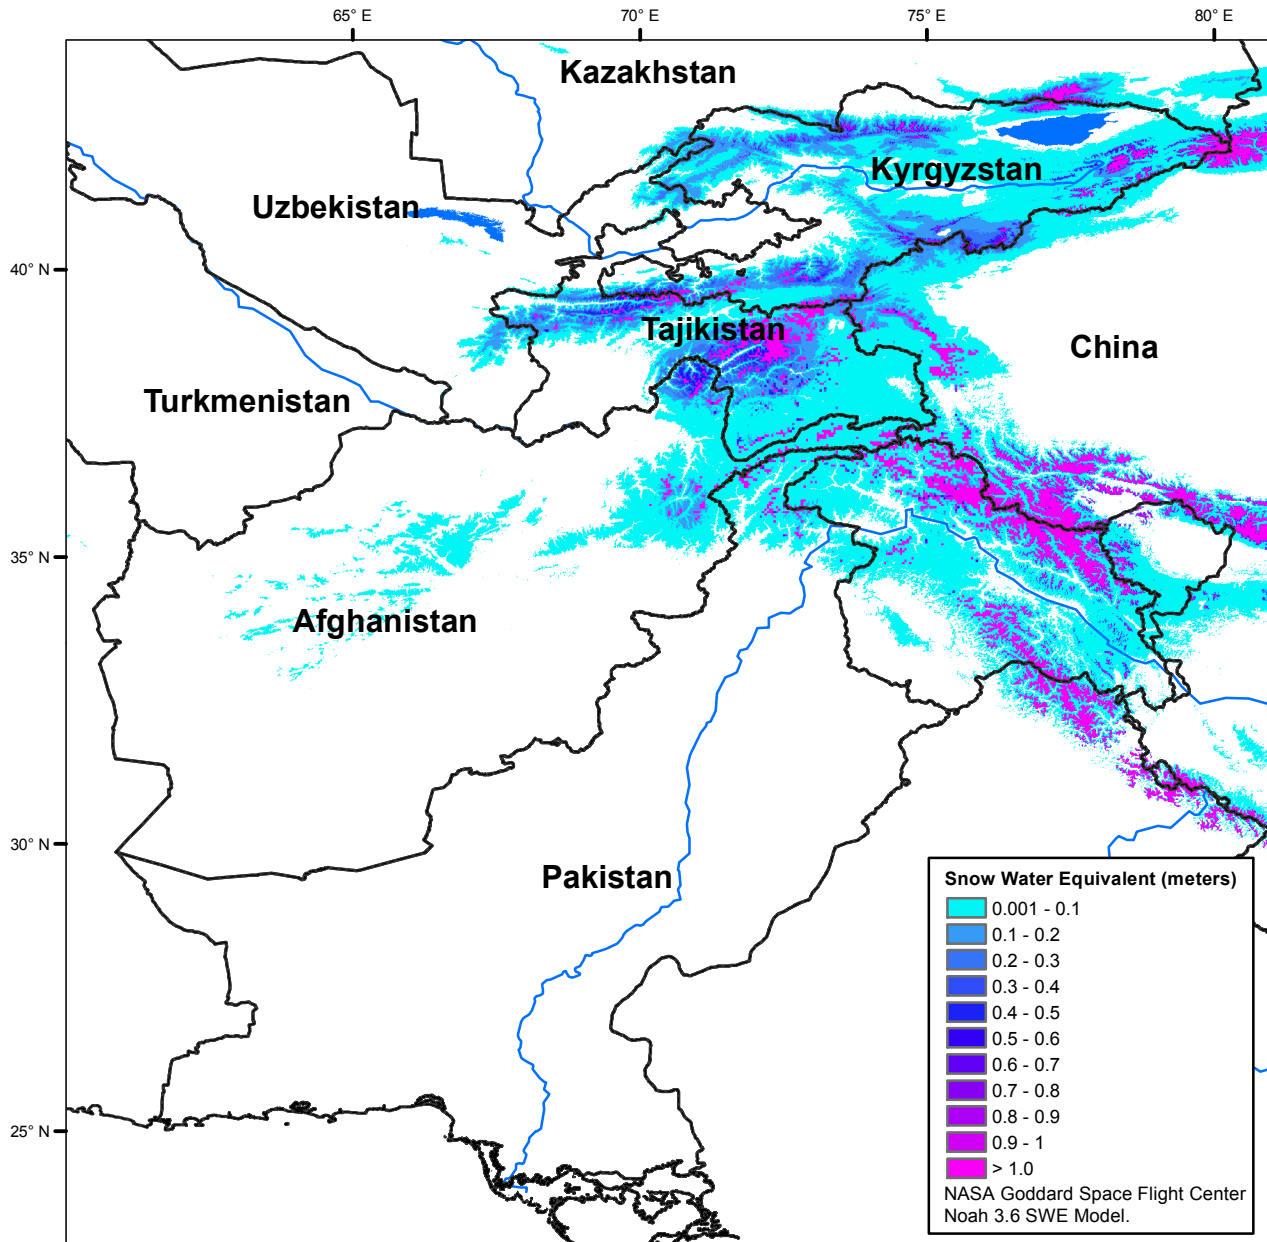 65° E 70° E 75° E 80° E
Kazakhstan
Kyrgyzstan
Uzbekistan
40° N
Tajikistan
China
Turkmenistan
35° N
Afghanistan
30° N
Pakistan
25° N
Snow Water Equivalent (meters)
0.001 - 0.1
0.1 - 0.2
0.2 - 0.3
0.3 - 0.4
0.4 - 0.5
0.5 - 0.6
0.6 - 0.7
0.7 - 0.8
0.8 - 0.9
0.9 - 1
> 1.0
NASA Goddard Space Flight Center
Noah 3.6 SWE Model.